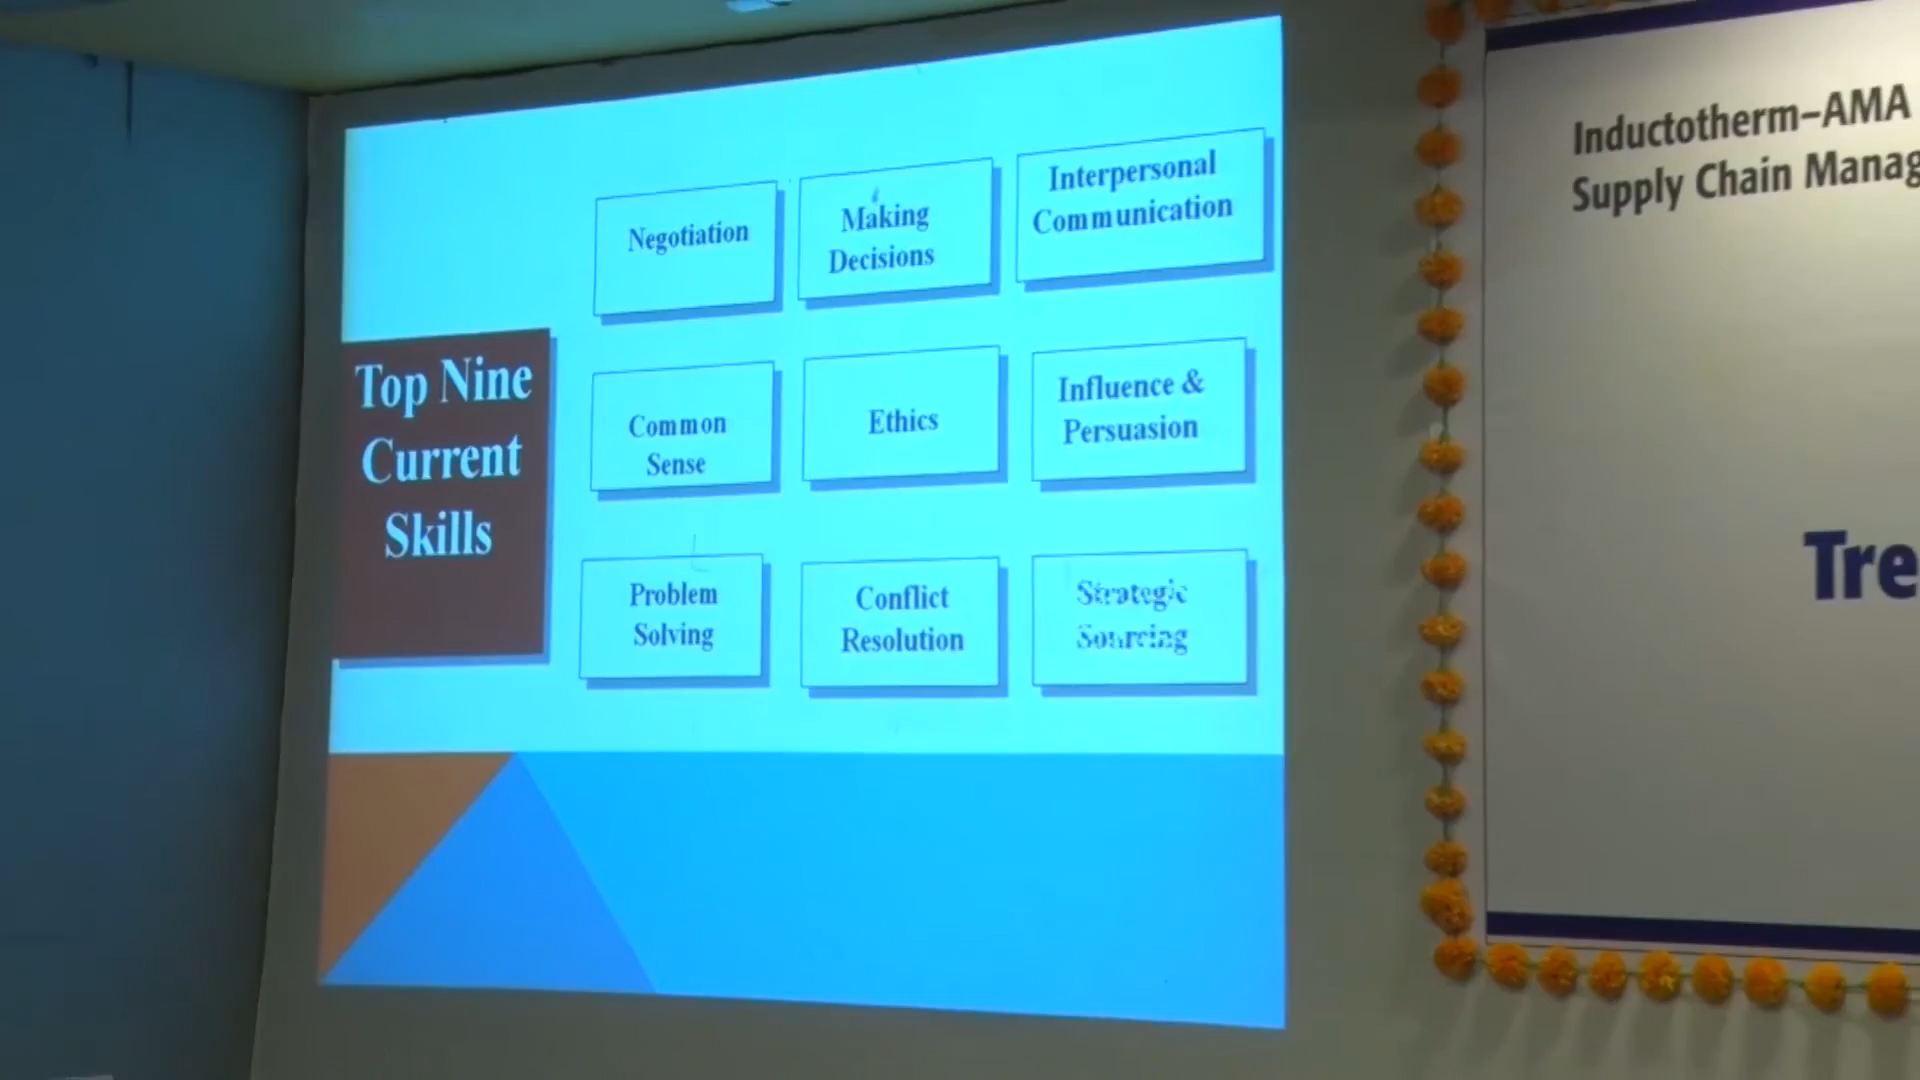 Top Nine
Current
Skills
Negotiation
Making
Decisions
Interpersonal
Communication
Common
Sense
Ethics
Influence &
Persuasion
Problem
Solving
Conflict
Resolution
Strategic
Sourcing
Inductotherm–AMA
Supply Chain Manag
Tre